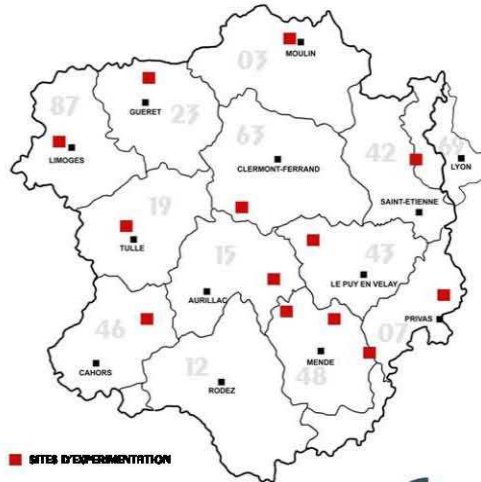 03
MOULIN
87
GUERET
23
LIMOGES
63
CLERMONT-FERRAND
42
69
LYON
SAINT-ETIENNE
19
TULLE
15
43
AURILLAC
LE PUY EN VELAY
46
PRIVAS
07
CAHORS
12
MENDE
48
RODEZ
SITES D'EXPERIMENTATION